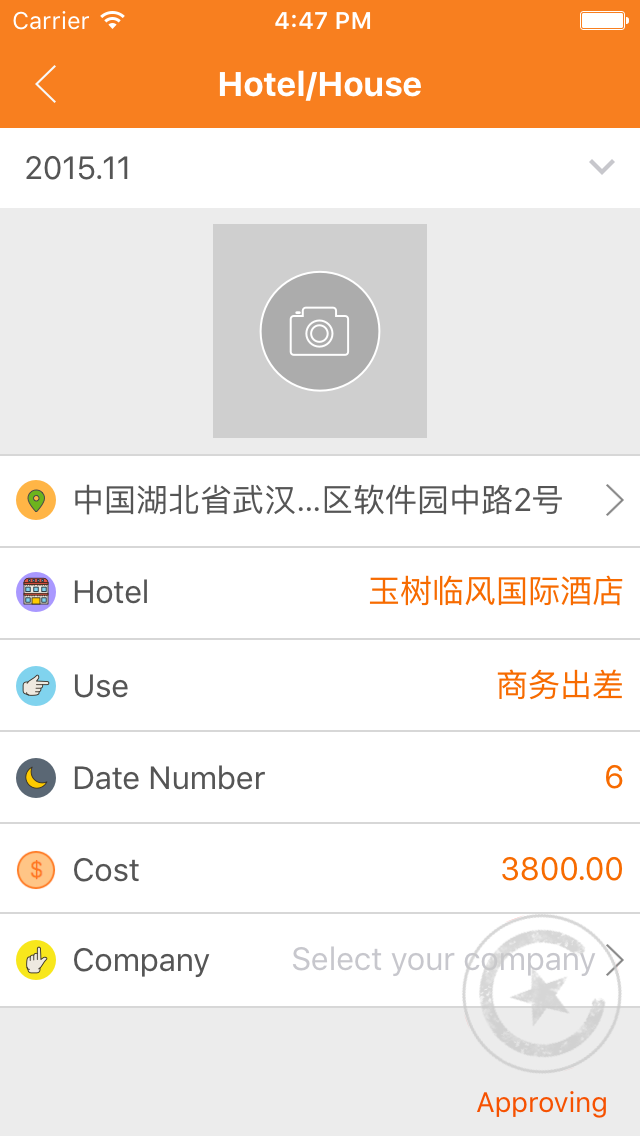 Carrier 4:47 PM
Hotel/House
2015.11
中国湖北省武汉...区软件园中路2号
Hotel 玉树临风国际酒店
Use 商务出差
Date Number 6
$ Cost 3800.00
Company Select your company
Approving